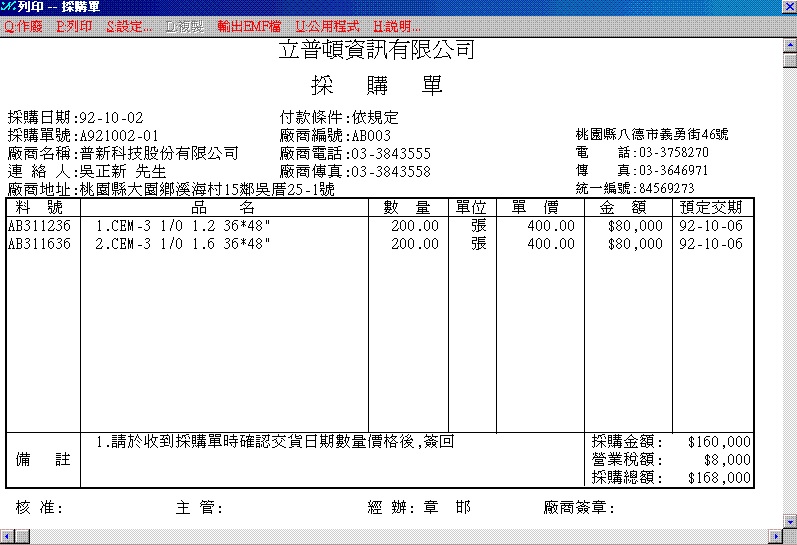 列印 -- 採購單
Q:作廢 P:列印 S:設定... D:複製 輸出EMF檔 U:公用程式 H:說明...
立普頓資訊有限公司
採 購 單
採購日期:92-10-02 付款條件:依規定
採購單號:A921002-01 廠商編號:AB003 桃園縣八德市義勇街46號
廠商名稱:普新科技股份有限公司 廠商電話:03-3843555 電 話:03-3758270
連 絡 人:吳正新 先生 廠商傳真:03-3843558 傳 真:03-3646971
廠商地址:桃園縣大園鄉溪海村15鄰吳厝25-1號 統一編號:84569273
料 號 品 名 數 量 單位 單 價 金 額 預定交期
AB311236 1.CEM-3 1/0 1.2 36*48" 200.00 張 400.00 $80,000 92-10-06
AB311636 2.CEM-3 1/0 1.6 36*48" 200.00 張 400.00 $80,000 92-10-06
1.請於收到採購單時確認交貨日期數量價格後,簽回 採購金額: $160,000
備 註 營業稅額: $8,000
採購總額: $168,000
核 准: 主 管: 經 辦:章 邯 廠商簽章: